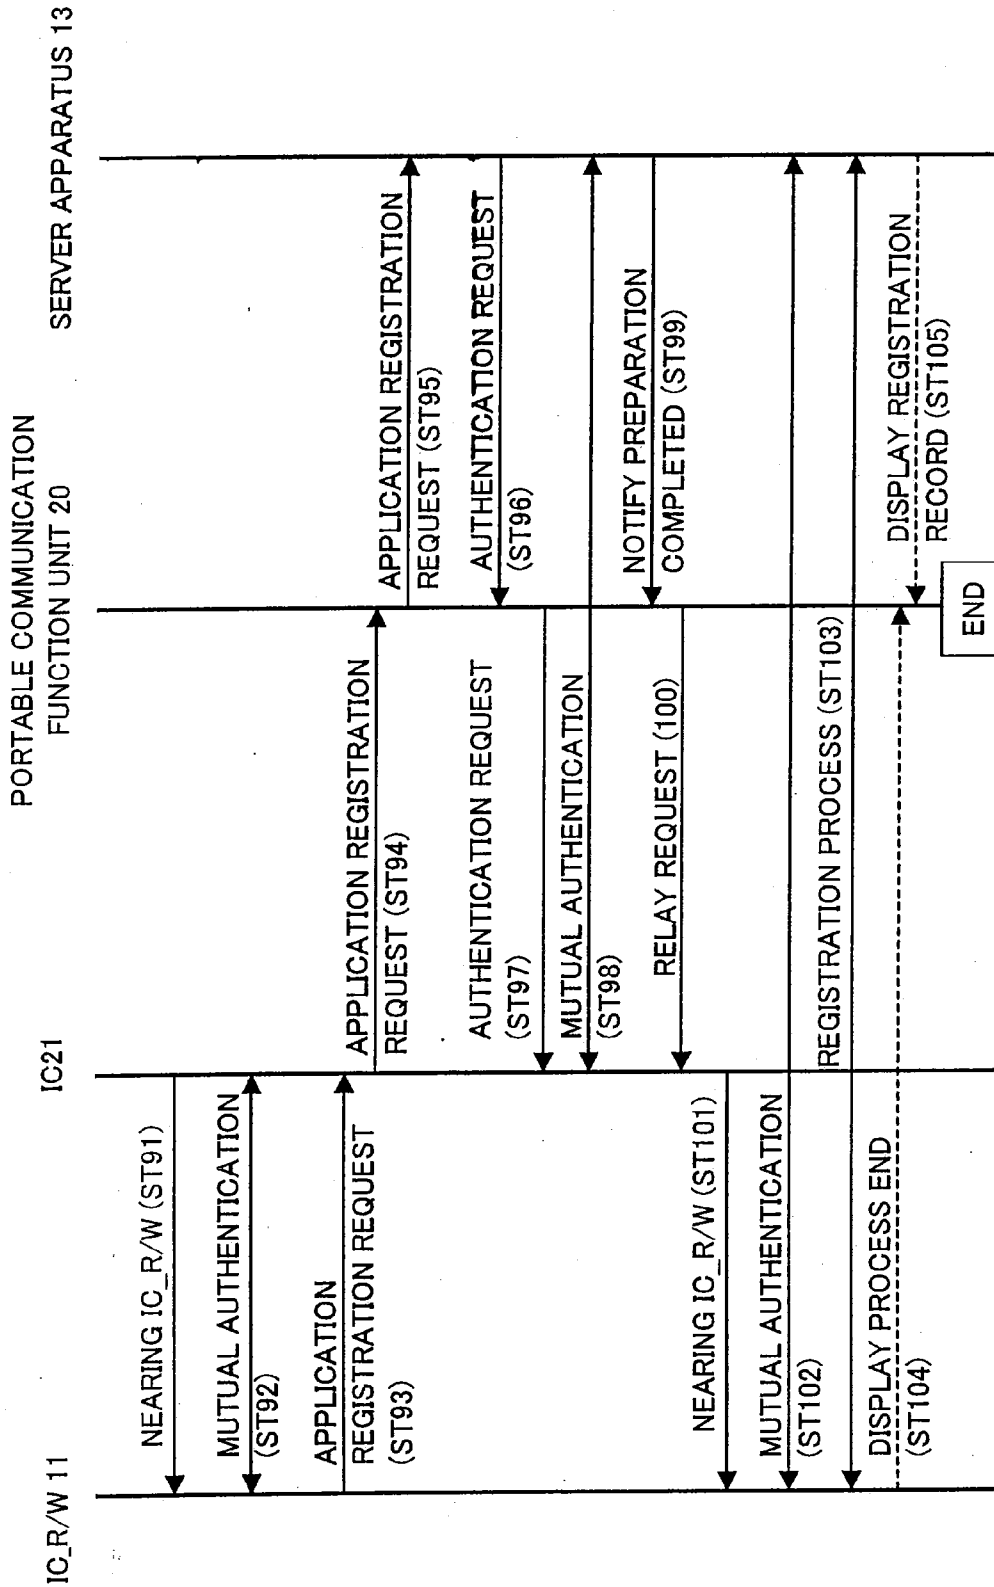 IC_R/W 11
IC21
PORTABLE COMMUNICATION
FUNCTION UNIT 20
SERVER APPARATUS 13
NEARING IC_R/W (ST91)
MUTUAL AUTHENTICATION
(ST92)
APPLICATION
REGISTRATION REQUEST
(ST93)
APPLICATION REGISTRATION
REQUEST (ST94)
APPLICATION REGISTRATION
REQUEST (ST95)
AUTHENTICATION REQUEST
(ST96)
AUTHENTICATION REQUEST
(ST97)
MUTUAL AUTHENTICATION
(ST98)
NOTIFY PREPARATION
COMPLETED (ST99)
RELAY REQUEST (100)
NEARING IC_R/W (ST101)
MUTUAL AUTHENTICATION
(ST102)
REGISTRATION PROCESS (ST103)
DISPLAY PROCESS END
(ST104)
DISPLAY REGISTRATION
RECORD (ST105)
END